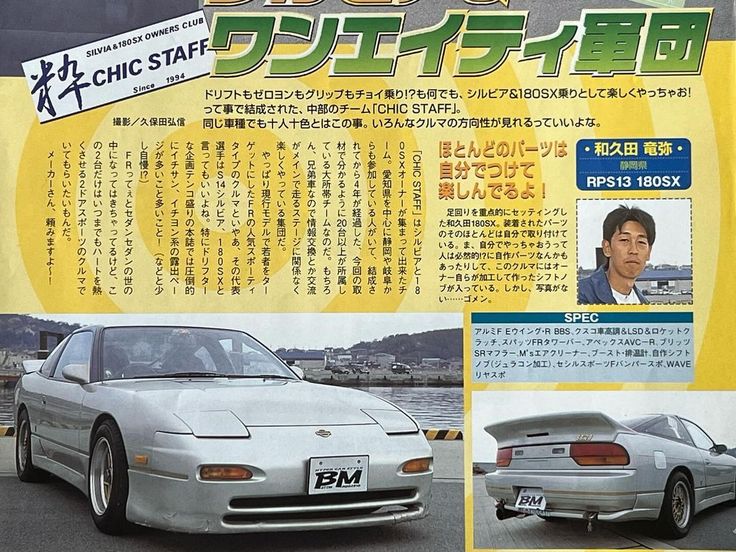 ワンエイティ軍団
SILVIA&180SX OWNERS CLUB
粋 CHIC STAFF
Since 1994
撮影/久保田弘信
ドリフトもゼロヨンもグリップもチョイ乗り!?も何でも、シルビア&180SX乗りとして楽しくやっちゃお!
って事で結成された、中部のチーム「CHIC STAFF」。
同じ車種でも十人十色とはこの事。いろんなクルマの方向性が見れるっていいよな。
「CHIC STAFF」はシルビアと18
0SXオーナーが集まって出来たチ
ーム。愛知県を中心に静岡や岐阜か
らも参加している人がいて、結成さ
れてから4年が経過した。今回の取
材で分かるように20台以上が所属し
ている大所帯チームなのだ。もちろ
ん、兄弟車なので情報交換とか交流
がメインで走るステージに関係なく
楽しくやっている集団だ。
やっぱり現行モデルで若者をター
ゲットにしたFRの人気スポーティ
タイプのクルマといやあ、その代表
選手はS14シルビア、180SXと
言ってもいいよね。特にドリフター
な企画テンコ盛りの本誌では圧倒的
にイチサン、イチヨン系の露出ペー
ジが多いこと多いこと!(などと少
し自慢!?)
FRってぇとセダンセダンの世の
中になってはきちゃってるけど、こ
の2台だけはいつまでもハートを熱
くさせる2ドアスポーツのクルマで
いてもらいたいもんだ。
メーカーさん、頼みますよ〜!
ほとんどのパーツは
自分でつけて
楽しんでるよ!
足回りを重点的にセッティングし
た和久田180SX。装着されたパーツ
のそのほとんどは自分で取り付けて
いる。ま、自分でやっちゃおうって
人は必然的!?に自作パーツなんかも
あったりして、このクルマにはオー
ナー自らが加工して作ったシフトノ
ブが入っている。しかし、写真がな
い……ゴメン。
・和久田 竜弥・
静岡県
RPS13 180SX
SPEC
アルミF Eウイング・R BBS、クスコ車高調&LSD&ロケットク
ラッチ、スパッツFRタワーバー、アペックスAVC−R、ブリッツ
SRマフラー、M'sエアクリーナー、ブースト・排温計、自作シフト
ノブ(ジュラコン加工)、セシルスポーツFバンパースポ、WAVE
リヤスポ
HYPER CAR STYLE
BM
BM